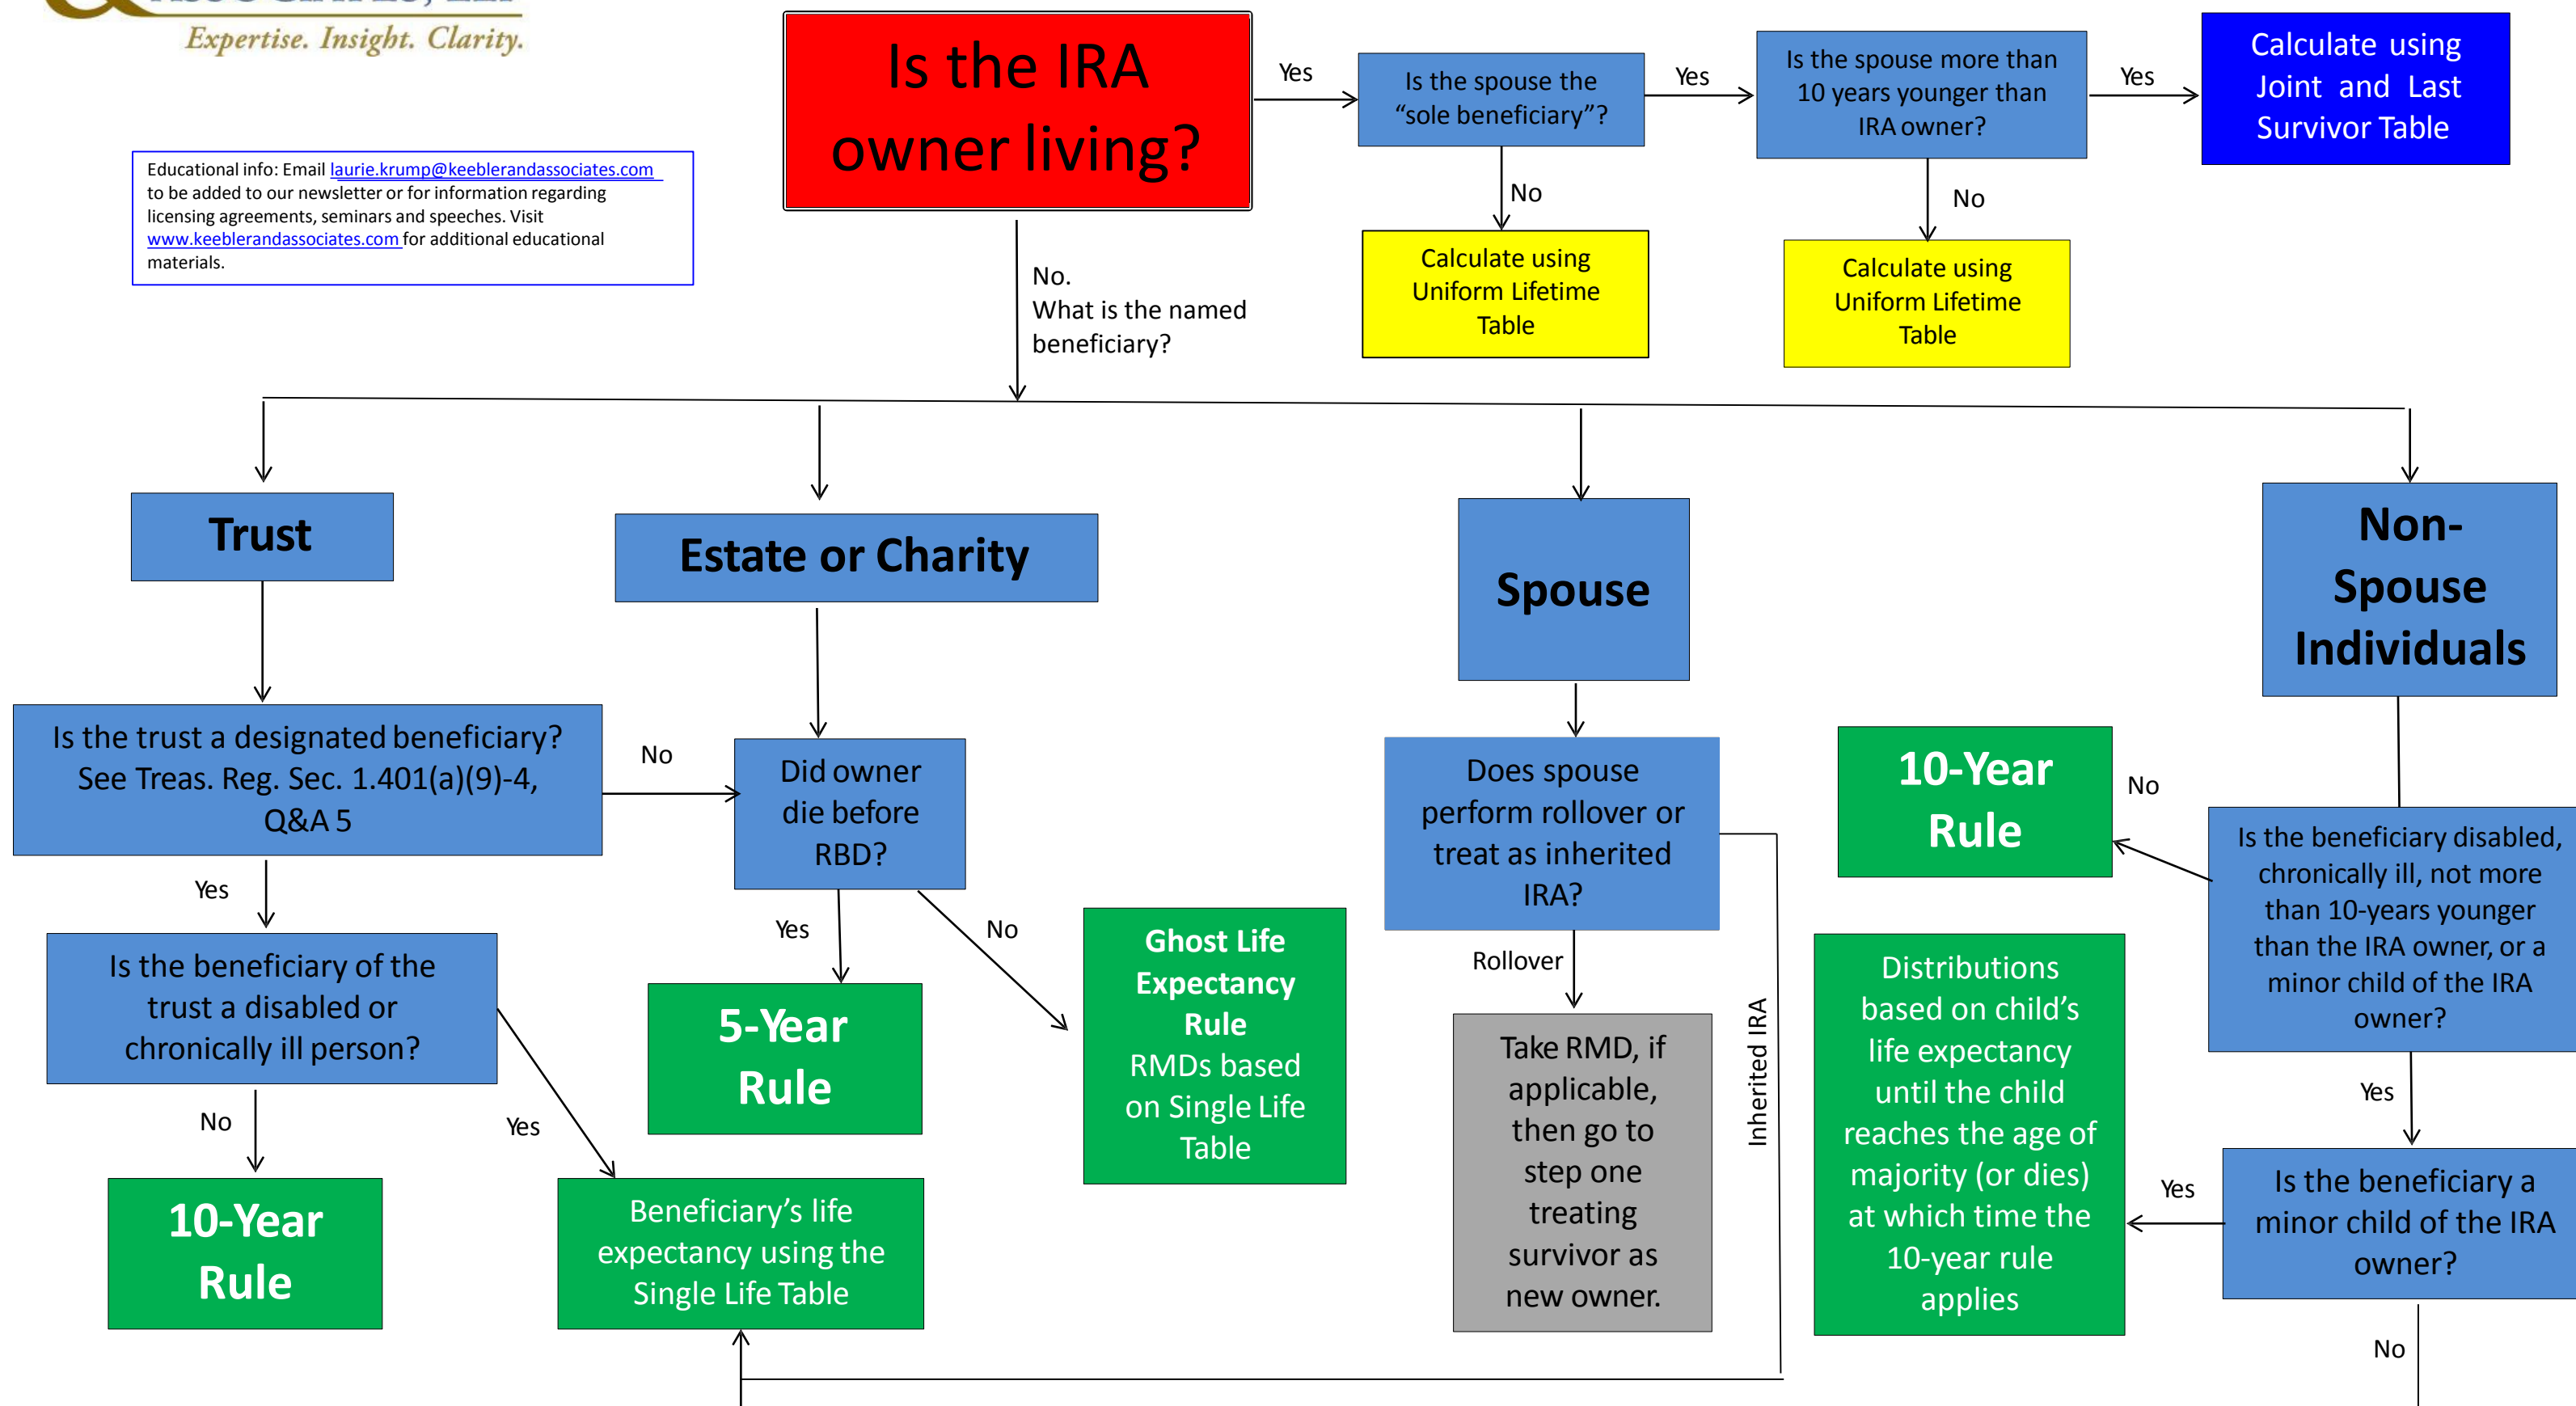 Expertise. Insight. Clarity.
Educational info: Email laurie.krump@keeblerandassociates.com
to be added to our newsletter or for information regarding
licensing agreements, seminars and speeches. Visit
www.keeblerandassociates.com for additional educational
materials.
Is the IRA
owner living?
Yes
Is the spouse the
“sole beneficiary”?
Yes
Is the spouse more than
10 years younger than
IRA owner?
Yes
Calculate using
Joint and Last
Survivor Table
No
Calculate using
Uniform Lifetime
Table
No
Calculate using
Uniform Lifetime
Table
No.
What is the named
beneficiary?
Trust
Estate or Charity
Spouse
Non-
Spouse
Individuals
Is the trust a designated beneficiary?
See Treas. Reg. Sec. 1.401(a)(9)-4,
Q&A 5
No
Did owner
die before
RBD?
Yes
Is the beneficiary of the
trust a disabled or
chronically ill person?
No
10-Year
Rule
Yes
Beneficiary’s life
expectancy using the
Single Life Table
Yes
5-Year
Rule
No
Ghost Life
Expectancy
Rule
RMDs based
on Single Life
Table
Does spouse
perform rollover or
treat as inherited
IRA?
Rollover
Take RMD, if
applicable,
then go to
step one
treating
survivor as
new owner.
Inherited IRA
10-Year
Rule
No
Is the beneficiary disabled,
chronically ill, not more
than 10-years younger
than the IRA owner, or a
minor child of the IRA
owner?
Yes
Distributions
based on child’s
life expectancy
until the child
reaches the age of
majority (or dies)
at which time the
10-year rule
applies
Yes
Is the beneficiary a
minor child of the IRA
owner?
No